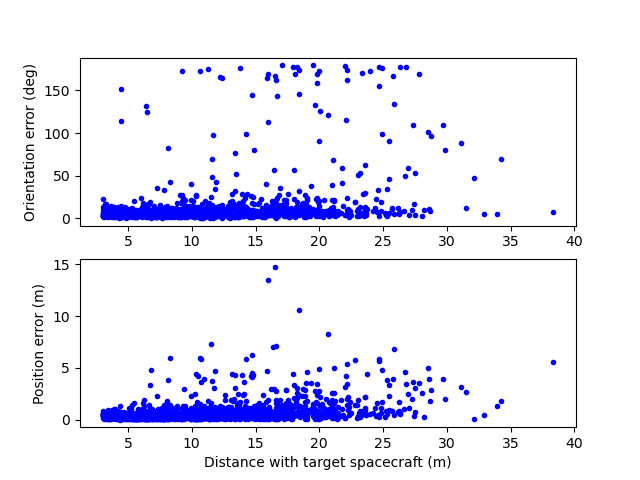 Orientation error (deg)
150
100
50
0
5 10 15 20 25 30 35 40
Position error (m)
15
10
5
0
5 10 15 20 25 30 35 40
Distance with target spacecraft (m)